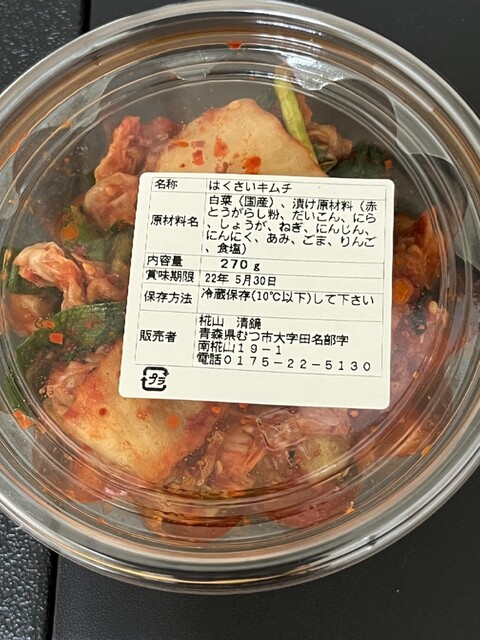 名称 はくさいキムチ
原材料名 白菜(国産)、漬け原材料(赤
とうがらし粉、だいこん、にら
、しょうが、ねぎ、にんじん、
にんにく、あみ、ごま、りんご
、食塩)
内容量 270g
賞味期限 22年 5月30日
保存方法 冷蔵保存(10℃以下)して下さい
販売者 椛山 清鏡
青森県むつ市大字田名部字
南椛山19-1
電話0175-22-5130
プラ